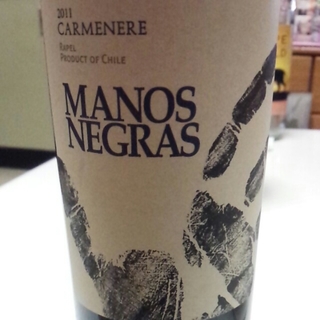 2011
CARMENERE
RAPEL
PRODUCT OF CHILE
MANOS
NEGRAS